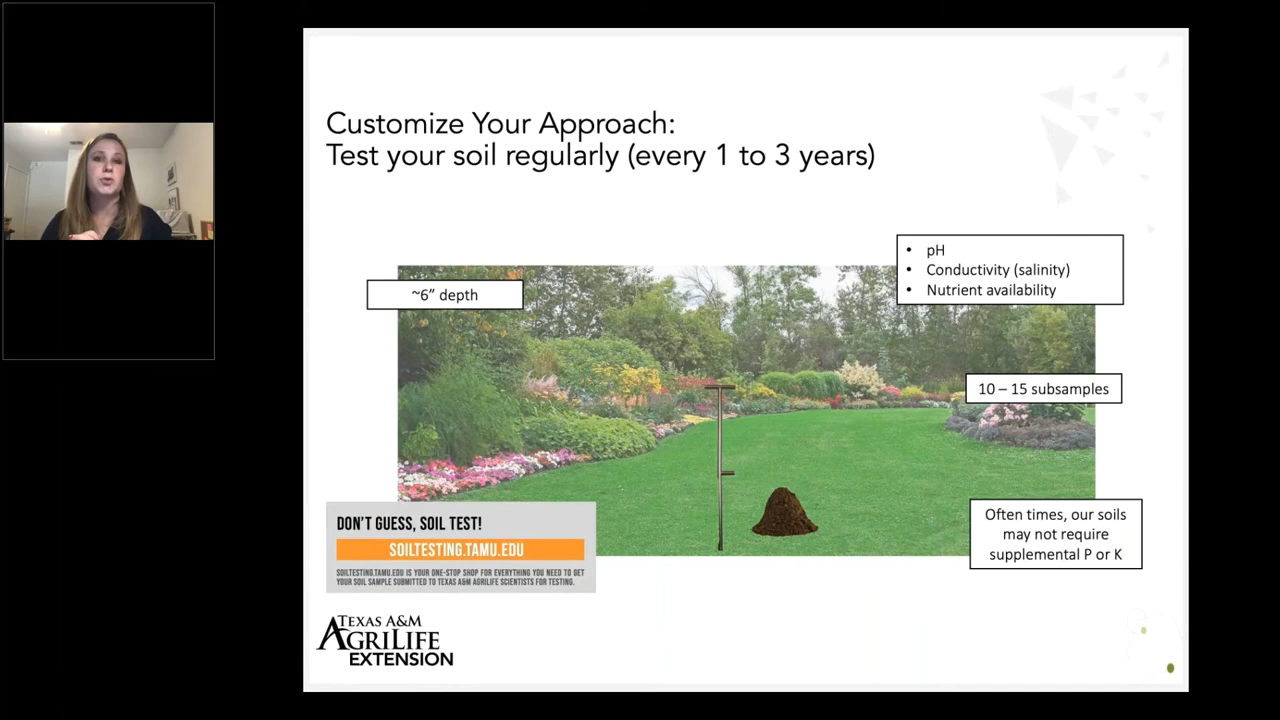 Customize Your Approach:
Test your soil regularly (every 1 to 3 years)
• pH
• Conductivity (salinity)
• Nutrient availability
~6” depth
10 – 15 subsamples
Often times, our soils
may not require
supplemental P or K
DON'T GUESS, SOIL TEST!
SOILTESTING.TAMU.EDU
SOILTESTING.TAMU.EDU IS YOUR ONE-STOP SHOP FOR EVERYTHING YOU NEED TO GET
YOUR SOIL SAMPLE SUBMITTED TO TEXAS A&M AGRILIFE SCIENTISTS FOR TESTING.
TEXAS A&M
AGRILIFE
EXTENSION